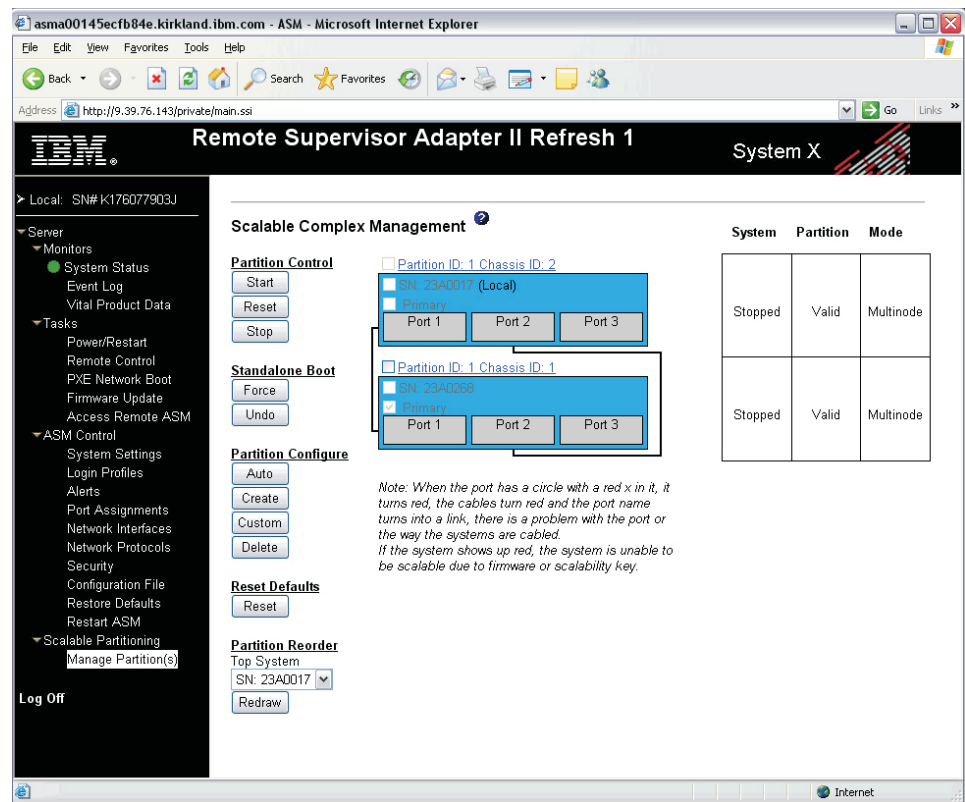 asma00145ecfb84e.kirkland.ibm.com - ASM - Microsoft Internet Explorer
File Edit View Favorites Tools Help
Back Search Favorites
Address http://9.39.76.143/private/main.ssi Go Links »
IBM®
Remote Supervisor Adapter II Refresh 1
System X
Local: SN# K176077903J
Server
Monitors
System Status
Event Log
Vital Product Data
Tasks
Power/Restart
Remote Control
PXE Network Boot
Firmware Update
Access Remote ASM
ASM Control
System Settings
Login Profiles
Alerts
Port Assignments
Network Interfaces
Network Protocols
Security
Configuration File
Restore Defaults
Restart ASM
Scalable Partitioning
Manage Partition(s)
Log Off
Scalable Complex Management ?
Partition Control
Start
Reset
Stop
Standalone Boot
Force
Undo
Partition Configure
Auto
Create
Custom
Delete
Reset Defaults
Reset
Partition Reorder
Top System
SN: 23A0017
Redraw
Partition ID: 1 Chassis ID: 2
SN: 23A0017 (Local)
Primary
Port 1 Port 2 Port 3
Partition ID: 1 Chassis ID: 1
SN: 23A0268
Primary
Port 1 Port 2 Port 3
Note: When the port has a circle with a red x in it, it
turns red, the cables turn red and the port name
turns into a link, there is a problem with the port or
the way the systems are cabled.
If the system shows up red, the system is unable to
be scalable due to firmware or scalability key.
System Partition Mode
Stopped Valid Multinode
Stopped Valid Multinode
Internet